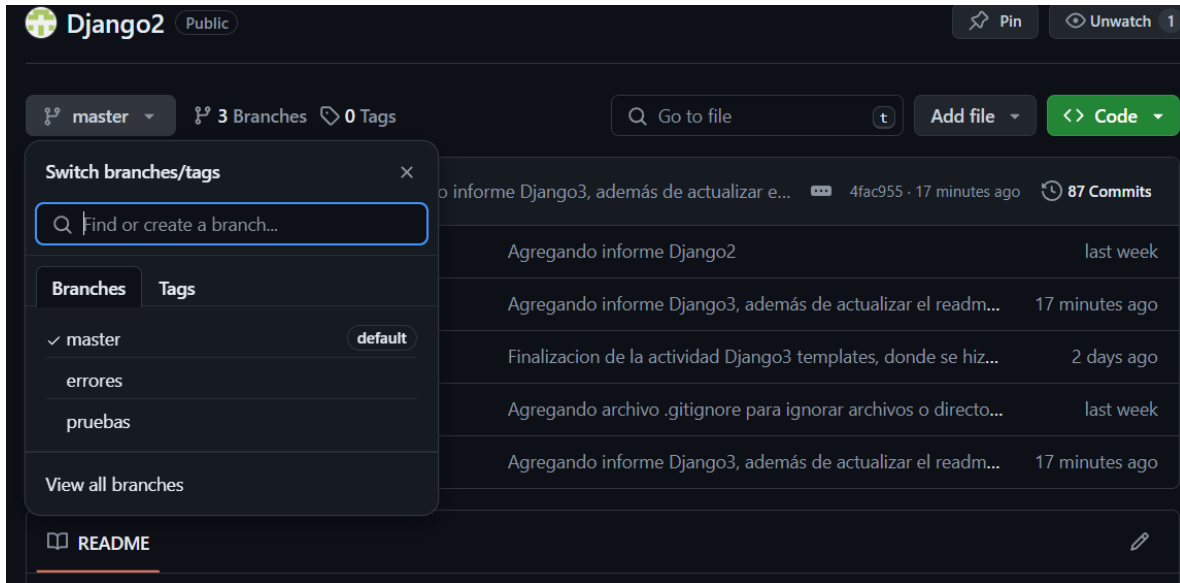 Django2 Public Pin Unwatch 1
master 3 Branches 0 Tags Go to file t Add file <> Code
Switch branches/tags
Find or create a branch...
Branches Tags
master default
errores
pruebas
View all branches
o informe Django3, además de actualizar e... 4fac955 · 17 minutes ago 87 Commits
Agregando informe Django2 last week
Agregando informe Django3, además de actualizar el readm... 17 minutes ago
Finalizacion de la actividad Django3 templates, donde se hiz... 2 days ago
Agregando archivo .gitignore para ignorar archivos o directo... last week
Agregando informe Django3, además de actualizar el readm... 17 minutes ago
README